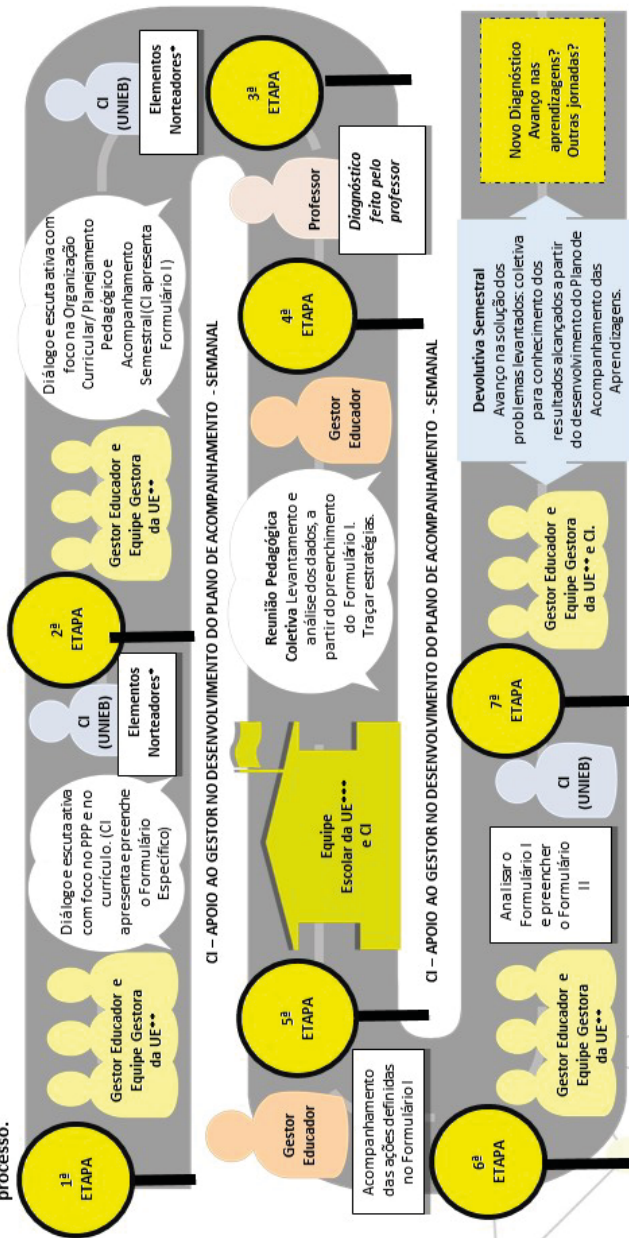 processo.
1ª
ETAPA
Gestor Educador e
Equipe Gestora
da UE**
Diálogo e escuta ativa
com foco no PPP e no
currículo. (CI
apresenta e preenche
o Formulário
Específico)
CI
(UNIEB)
Elementos
Norteadores*
2ª
ETAPA
Gestor Educador e
Equipe Gestora
da UE**
Diálogo e escuta ativa com
foco na Organização
Curricular/ Planejamento
Pedagógico e
Acompanhamento
Semestral (CI apresenta
Formulário I)
CI
(UNIEB)
Elementos
Norteadores*
CI – APOIO AO GESTOR NO DESENVOLVIMENTO DO PLANO DE ACOMPANHAMENTO - SEMANAL
3ª
ETAPA
Professor
Diagnóstico
feito pelo
professor
4ª
ETAPA
Gestor
Educador
Reunião Pedagógica
Coletiva Levantamento e
análise dos dados, a
partir do preenchimento
do Formulário I.
Traçar estratégias.
Equipe
Escolar da UE***
e CI
5ª
ETAPA
Gestor
Educador
Acompanhamento
das ações definidas
no Formulário I
CI – APOIO AO GESTOR NO DESENVOLVIMENTO DO PLANO DE ACOMPANHAMENTO - SEMANAL
6ª
ETAPA
Gestor Educador e
Equipe Gestora
da UE**
Analisar o
Formulário I
e preencher
o Formulário
II
CI
(UNIEB)
7ª
ETAPA
Gestor Educador e
Equipe Gestora
da UE** e CI.
Devolutiva Semestral
Avanço na solução dos
problemas levantados: coletiva
para conhecimento dos
resultados alcançados a partir
do desenvolvimento do Plano de
Acompanhamento das
Aprendizagens.
Novo Diagnóstico
Avanço nas
aprendizagens?
Outras jornadas?